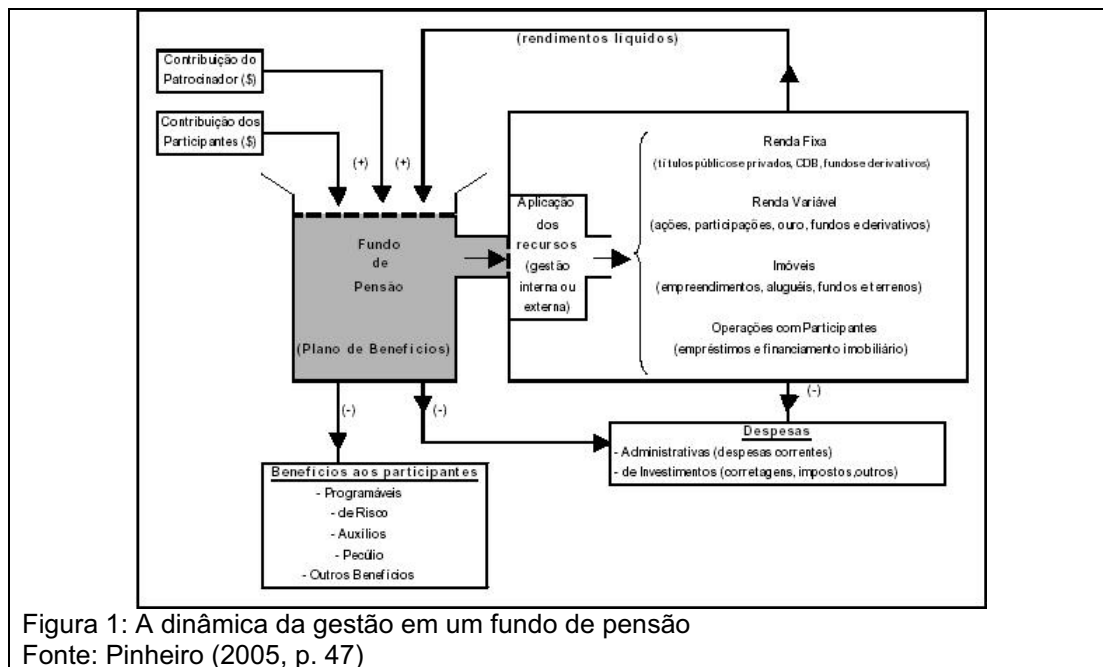 (rendimentos líquidos)
Contribuição do
Patrocinador ($)
Contribuição dos
Participantes ($)
(+)
(+)
Fundo
de
Pensão
(Plano de Benefícios)
Aplicação
dos
recursos
(gestão
interna ou
externa)
Renda Fixa
(títulos públicos e privados, CDB, fundos e derivativos)
Renda Variável
(ações, participações, ouro, fundos e derivativos)
Imóveis
(empreendimentos, aluguéis, fundos e terrenos)
Operações com Participantes
(empréstimos e financiamento imobiliário)
(-)
(-)
(-)
Despesas
- Administrativas (despesas correntes)
- de Investimentos (corretagens, impostos,outros)
Benefícios aos participantes
- Programáveis
- de Risco
- Auxílios
- Pecúlio
- Outros Benefícios
Figura 1: A dinâmica da gestão em um fundo de pensão
Fonte: Pinheiro (2005, p. 47)